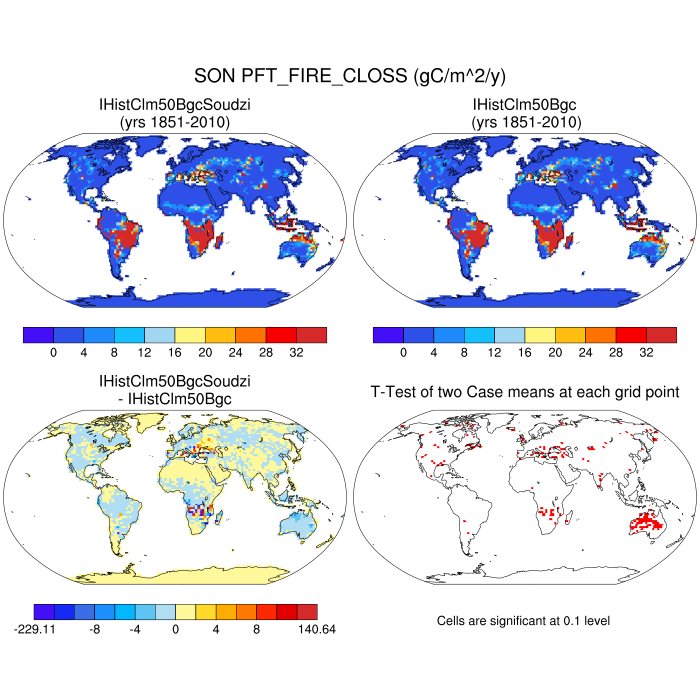 SON PFT_FIRE_CLOSS (gC/m^2/y)
IHistClm50BgcSoudzi
(yrs 1851-2010)
IHistClm50Bgc
(yrs 1851-2010)
0 4 8 12 16 20 24 28 32
0 4 8 12 16 20 24 28 32
IHistClm50BgcSoudzi
- IHistClm50Bgc
T-Test of two Case means at each grid point
-229.11 -8 -4 0 4 8 140.64
Cells are significant at 0.1 level